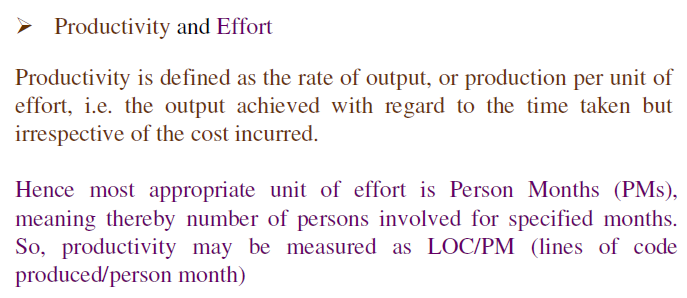 ➢ Productivity and Effort
Productivity is defined as the rate of output, or production per unit of
effort, i.e. the output achieved with regard to the time taken but
irrespective of the cost incurred.
Hence most appropriate unit of effort is Person Months (PMs),
meaning thereby number of persons involved for specified months.
So, productivity may be measured as LOC/PM (lines of code
produced/person month)